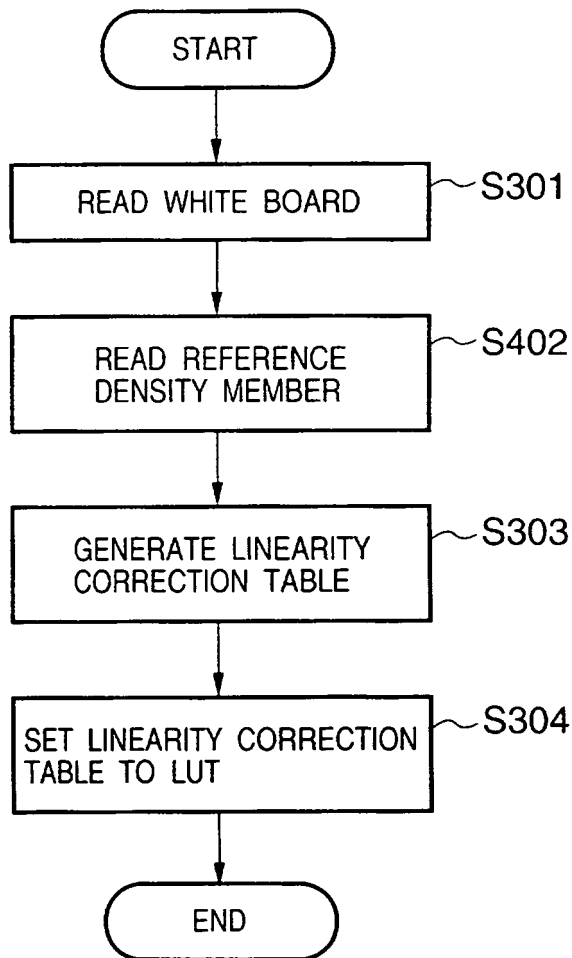 START
READ WHITE BOARD
S301
READ REFERENCE
DENSITY MEMBER
S402
GENERATE LINEARITY
CORRECTION TABLE
S303
SET LINEARITY CORRECTION
TABLE TO LUT
S304
END